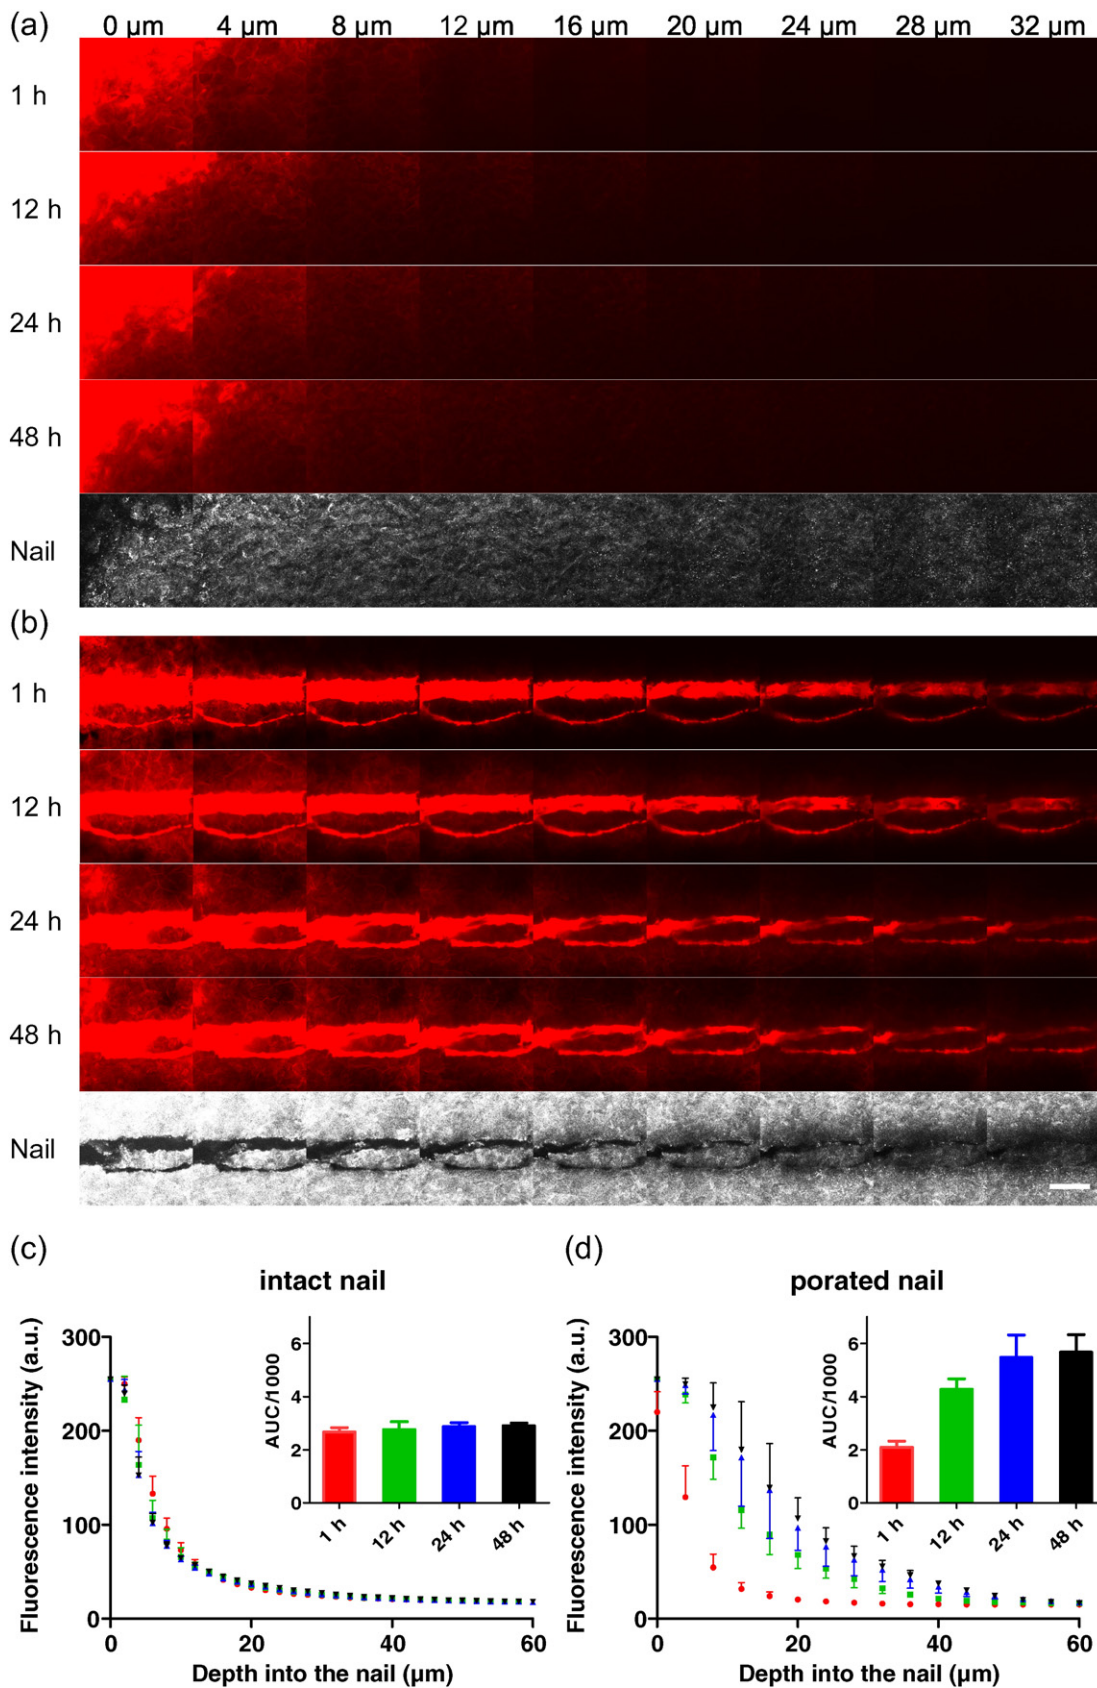 (a)
0 µm 4 µm 8 µm 12 µm 16 µm 20 µm 24 µm 28 µm 32 µm
1 h
12 h
24 h
48 h
Nail
(b)
1 h
12 h
24 h
48 h
Nail
(c)
intact nail
Fluorescence intensity (a.u.)
300
200
100
0
0 20 40 60
Depth into the nail (µm)
AUC/1000
6
4
2
0
1 h 12 h 24 h 48 h
(d)
porated nail
Fluorescence intensity (a.u.)
300
200
100
0
0 20 40 60
Depth into the nail (µm)
AUC/1000
6
4
2
0
1 h 12 h 24 h 48 h